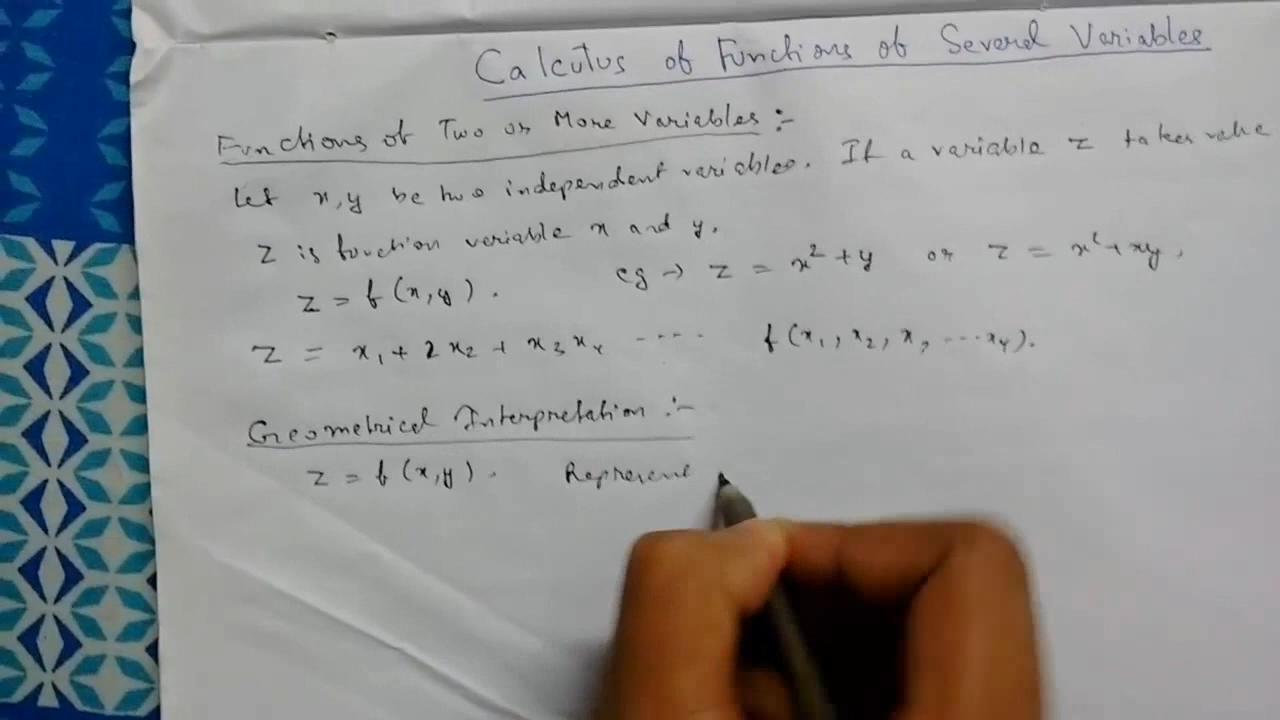 Calculus of Functions of Several Variables
Functions of Two or More Variables :-
Let x,y be two independent variables. If a variable z takes value
z is function variable x and y.
z = f(x,y). eg → z = x² + y or z = x² + xy.
z = x₁ + 2x₂ + x₃x₄ ..... f(x₁, x₂, x, ...x₄).
Geometrical Interpretation :-
z = f(x,y). Represent